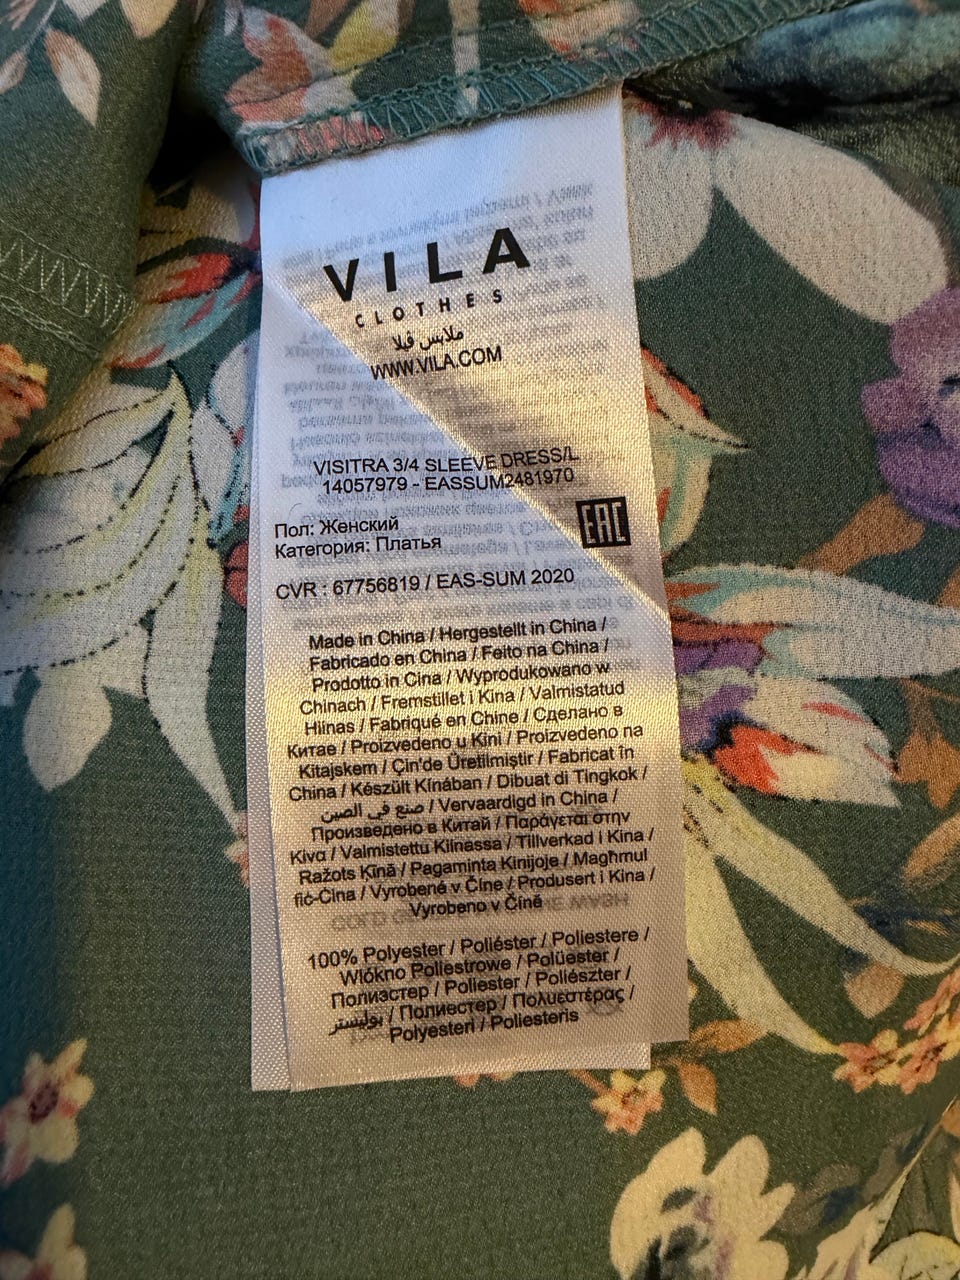 VILA
CLOTHES
ملابس ڤيلا
WWW.VILA.COM
VISITRA 3/4 SLEEVE DRESS/L
14057979 - EASSUM2481970
EAC
Пол: Женский
Категория: Платья
CVR : 67756819 / EAS-SUM 2020
Made in China / Hergestellt in China /
Fabricado en China / Feito na China /
Prodotto in Cina / Wyprodukowano w
Chinach / Fremstillet i Kina / Valmistatud
Hiinas / Fabriqué en Chine / Сделано в
Китае / Proizvedeno u Kini / Proizvedeno na
Kitajskem / Çin'de Üretilmiştir / Fabricat în
China / Készült Kínában / Dibuat di Tingkok /
صنع في الصين / Vervaardigd in China /
Произведено в Китай / Παράγεται στην
Κίνα / Valmistettu Kiinassa / Tillverkad i Kina /
Ražots Ķīnā / Pagaminta Kinijoje / Magħmul
fiċ-Ċina / Vyrobené v Číne / Produsert i Kina /
Vyrobeno v Číně
100% Polyester / Poliéster / Poliestere /
Włókno Poliestrowe / Polüester /
Полиэстер / Poliester / Poliészter /
بوليستر / Полиестер / Πολυεστέρας /
Polyesteri / Poliesteris